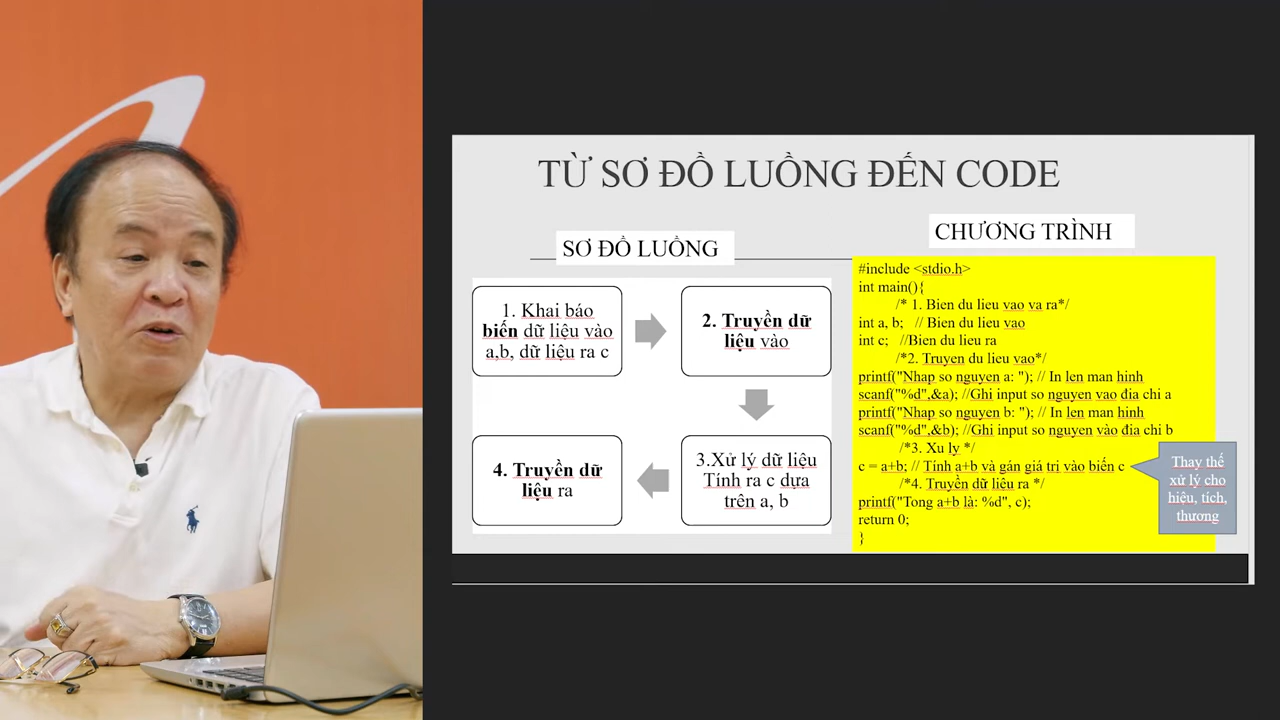 TỪ SƠ ĐỒ LUỒNG ĐẾN CODE
SƠ ĐỒ LUỒNG
1. Khai báo
biến dữ liệu vào
a,b, dữ liệu ra c
2. Truyền dữ
liệu vào
3.Xử lý dữ liệu
Tính ra c dựa
trên a, b
4. Truyền dữ
liệu ra
CHƯƠNG TRÌNH
#include <stdio.h>
int main(){
/* 1. Bien du lieu vao va ra*/
int a, b; // Bien du lieu vao
int c; //Bien du lieu ra
/*2. Truyen du lieu vao*/
printf("Nhap so nguyen a: "); // In len man hinh
scanf("%d",&a); //Ghi input so nguyen vao dia chi a
printf("Nhap so nguyen b: "); // In len man hinh
scanf("%d",&b); //Ghi input so nguyen vào dia chi b
/*3. Xu ly */
c = a+b; // Tính a+b và gán giá trị vào biến c
/*4. Truyền dữ liệu ra */
printf("Tong a+b là: %d", c);
return 0;
}
Thay thế
xử lý cho
hiệu, tích,
thương